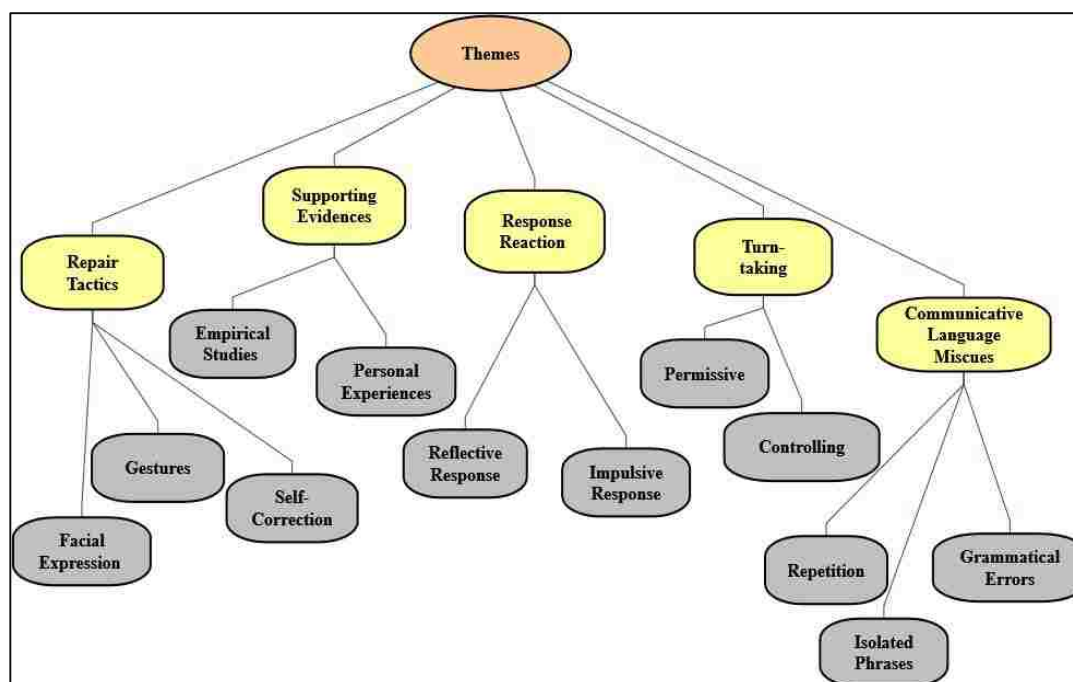 Themes
Supporting
Evidences
Response
Reaction
Repair
Tactics
Turn-
taking
Communicative
Language
Miscues
Empirical
Studies
Personal
Experiences
Permissive
Controlling
Gestures
Reflective
Response
Impulsive
Response
Self-
Correction
Facial
Expression
Repetition
Grammatical
Errors
Isolated
Phrases